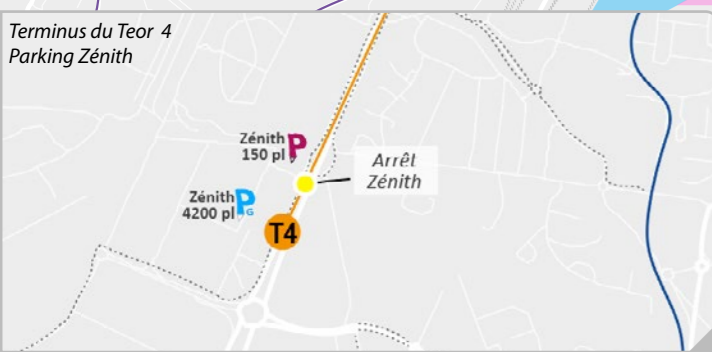 Terminus du Teor 4
Parking Zénith
Zénith P
150 pl
Arrêt
Zénith
Zénith P
4200 pl G
T4